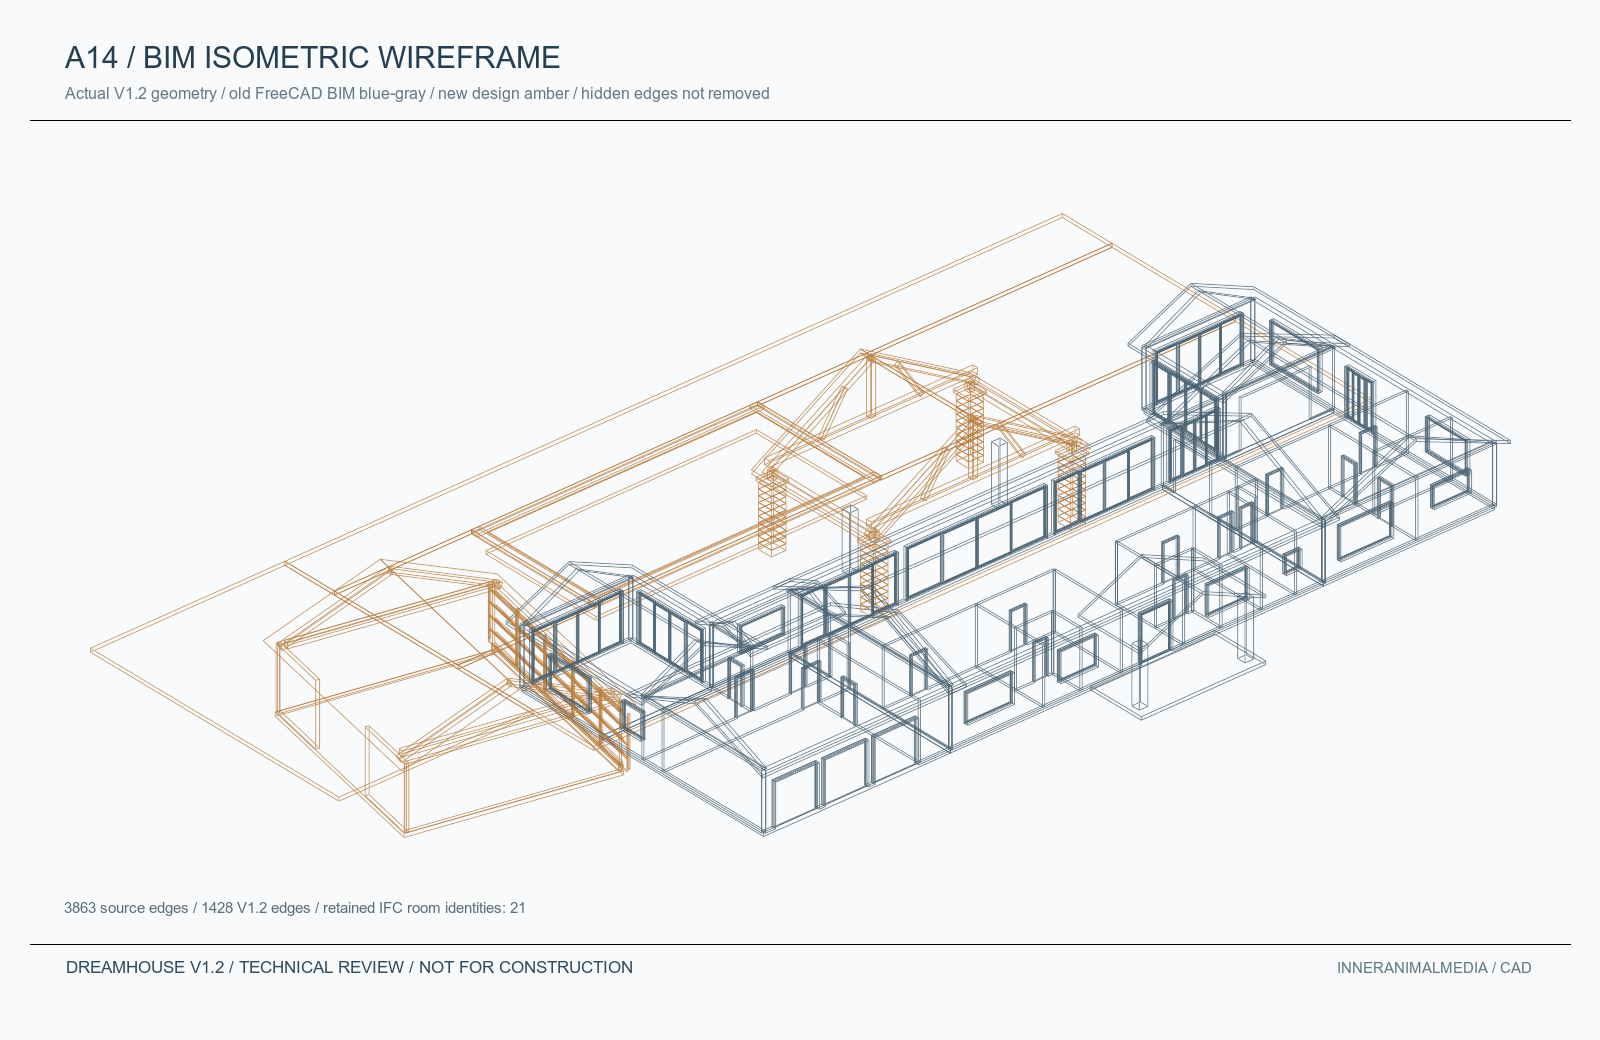 A14 / BIM ISOMETRIC WIREFRAME
Actual V1.2 geometry / old FreeCAD BIM blue-gray / new design amber / hidden edges not removed
3863 source edges / 1428 V1.2 edges / retained IFC room identities: 21
DREAMHOUSE V1.2 / TECHNICAL REVIEW / NOT FOR CONSTRUCTION
INNERANIMALMEDIA / CAD